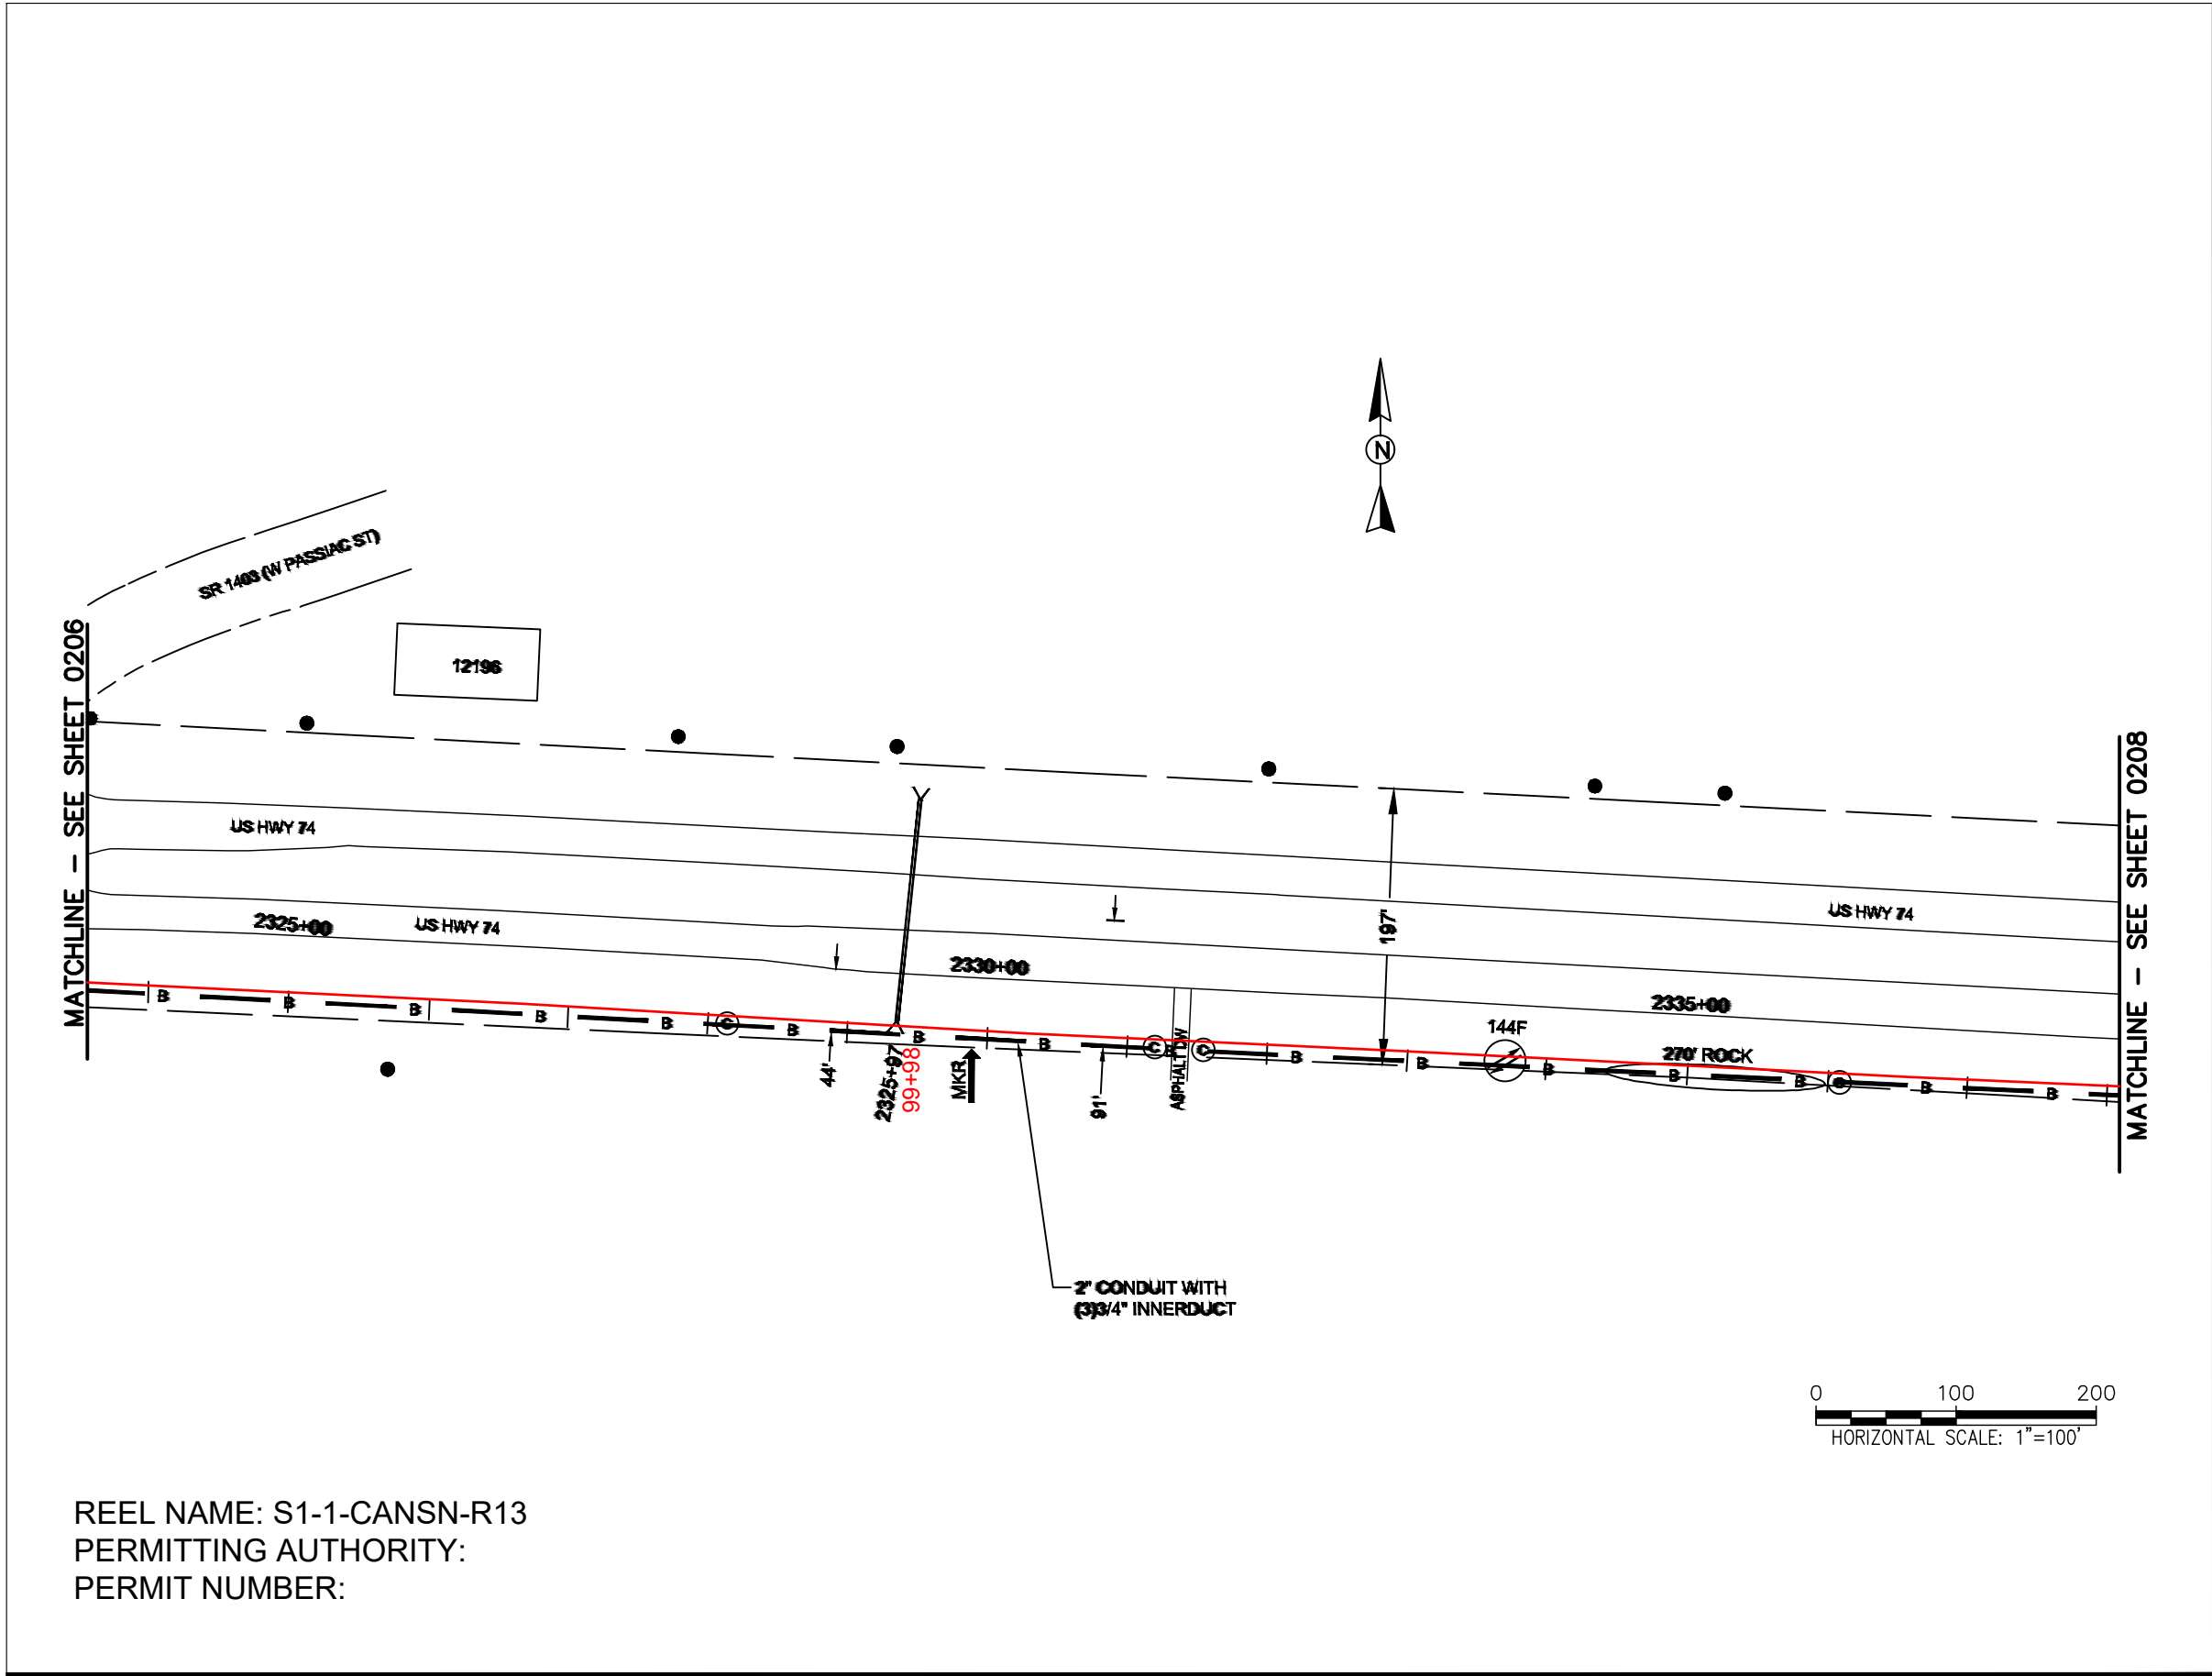 N
SR 1403 (W PASSIAC ST)
MATCHLINE - SEE SHEET 0206
12196
MATCHLINE - SEE SHEET 0208
US HWY 74
2325+00
US HWY 74
197'
US HWY 74
2330+00
2335+00
B
B
B
B
B
C
B
B
B
C
B
C
B
B
144F
B
270' ROCK
B
B
C
B
B
44'
2325+97
99+98
MKR
91'
ASPHALT DW
2" CONDUIT WITH
(3)3/4" INNERDUCT
0 100 200
HORIZONTAL SCALE: 1"=100'
REEL NAME: S1-1-CANSN-R13
PERMITTING AUTHORITY:
PERMIT NUMBER: